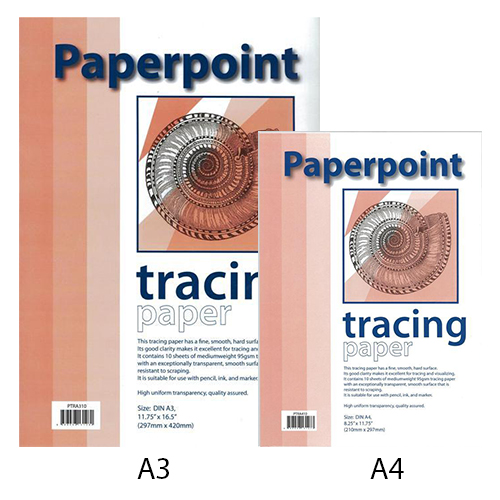 Paperpoint
tracin
paper
This tracing paper has a fine, smooth, hard surf
Its good clarity makes it excellent for tracing and
It contains 10 sheets of mediumweight 95gsm tra
with an exceptionally transparent, smooth surfa
resistant to scraping.
It is suitable for use with pencil, ink, and marker.
High uniform transparency, quality assured.
Size: DIN A3,
11.75" x 16.5"
(297mm x 420mm)
PTRA310
A3
Paperpoint
tracing
paper
This tracing paper has a fine, smooth, hard surface.
Its good clarity makes it excellent for tracing and visualizing.
It contains 10 sheets of mediumweight 95gsm tracing paper
with an exceptionally transparent, smooth surface that is
resistant to scraping.
It is suitable for use with pencil, ink, and marker.
High uniform transparency, quality assured.
Size: DIN A4,
8.25" x 11.75"
(210mm x 297mm)
PTRA410
A4